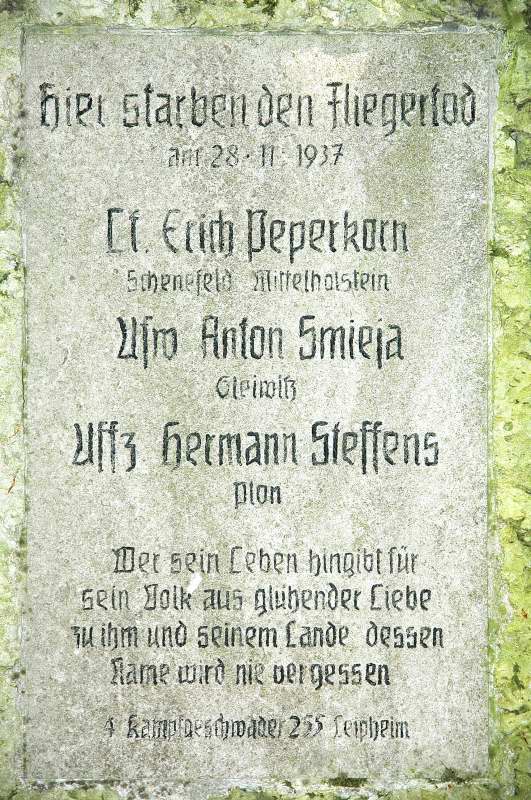 Hier starben den Fliegertod
am 28·11·1937
Lt. Erich Peperkorn
Schenefeld Mittelholstein
Ufw Anton Smieja
Gleiwitz
Uffz Hermann Steffens
Plon
Wer sein Leben hingibt für
sein Volk aus gluhender Liebe
zu ihm und seinem Lande dessen
Name wird nie vergessen
4 Kampfgeschwader 255 Leipheim